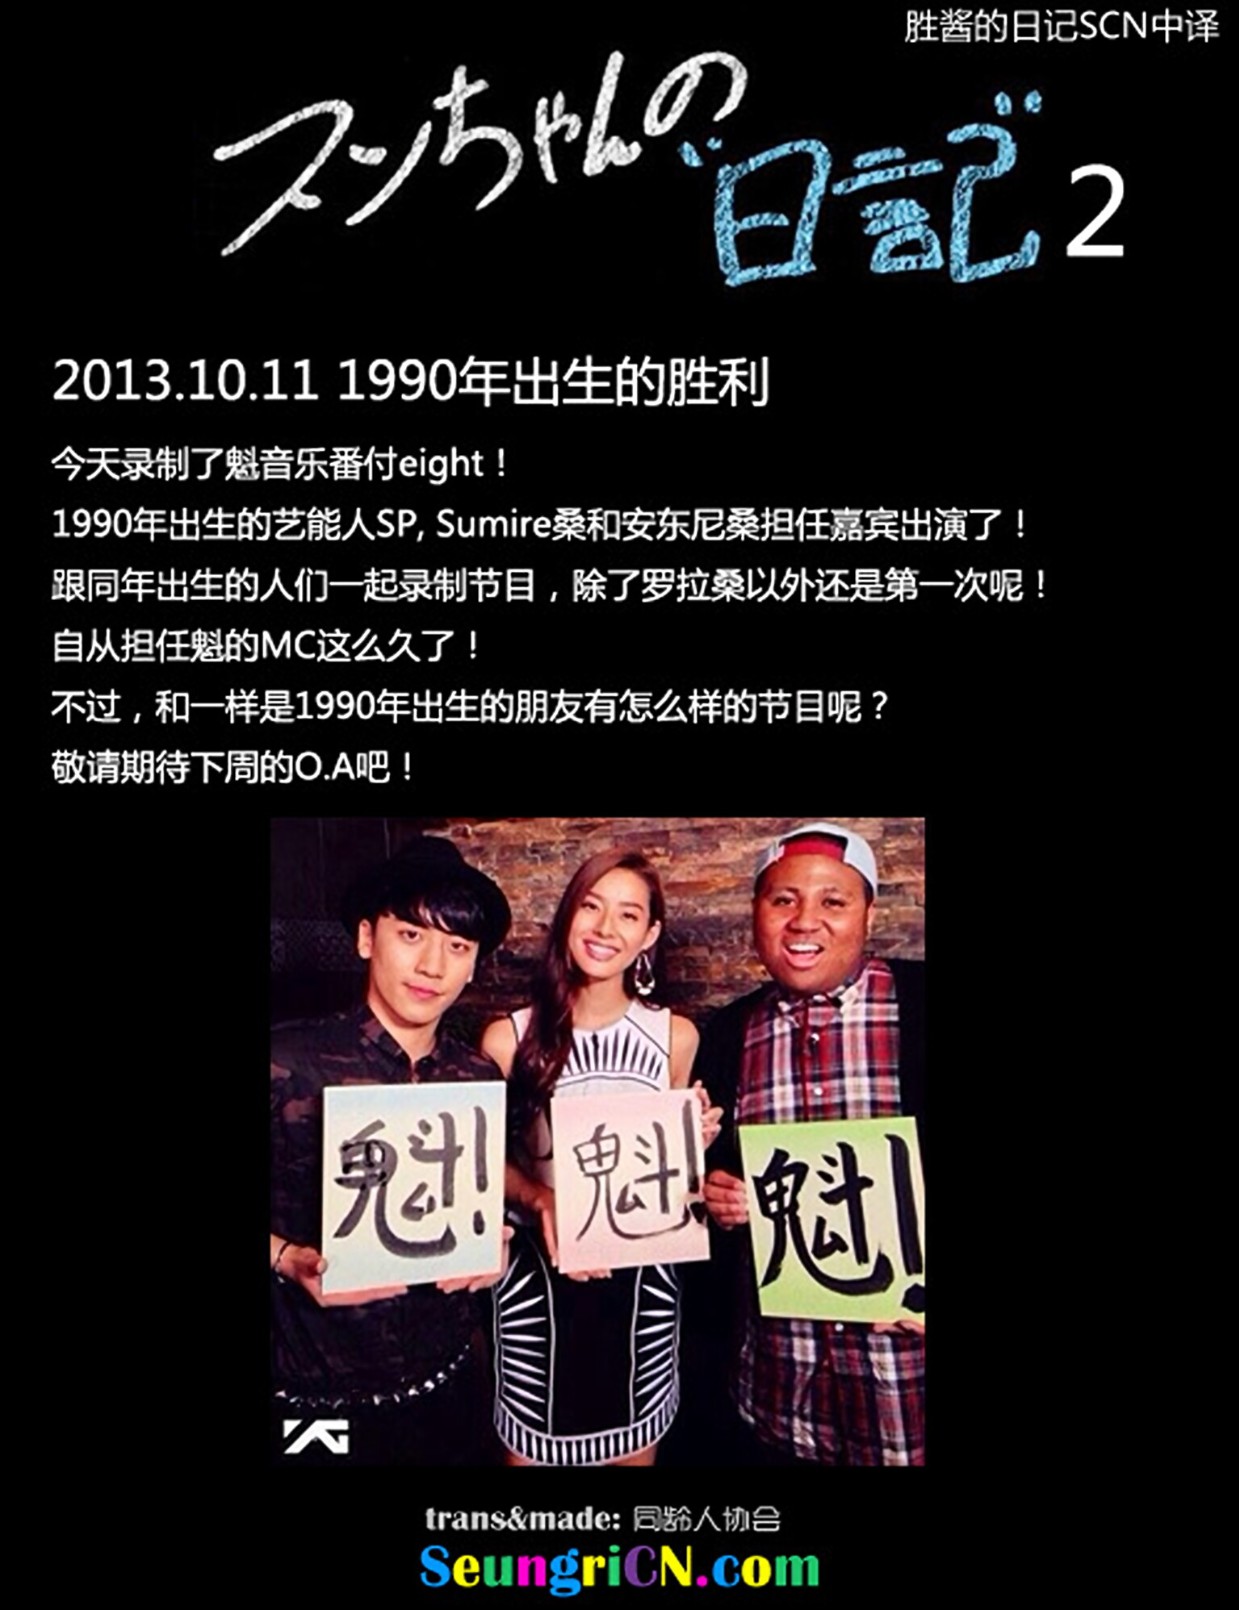 胜酱的日记SCN中译
スンちゃんの
日記2
2013.10.11 1990年出生的胜利
今天录制了魁音乐番付eight！
1990年出生的艺能人SP, Sumire桑和安东尼桑担任嘉宾出演了！
跟同年出生的人们一起录制节目，除了罗拉桑以外还是第一次呢！
自从担任魁的MC这么久了！
不过，和一样是1990年出生的朋友有怎么样的节目呢？
敬请期待下周的O.A吧！
魁!
魁!
魁!
YG
trans&made: 同龄人协会
SeungriCN.com